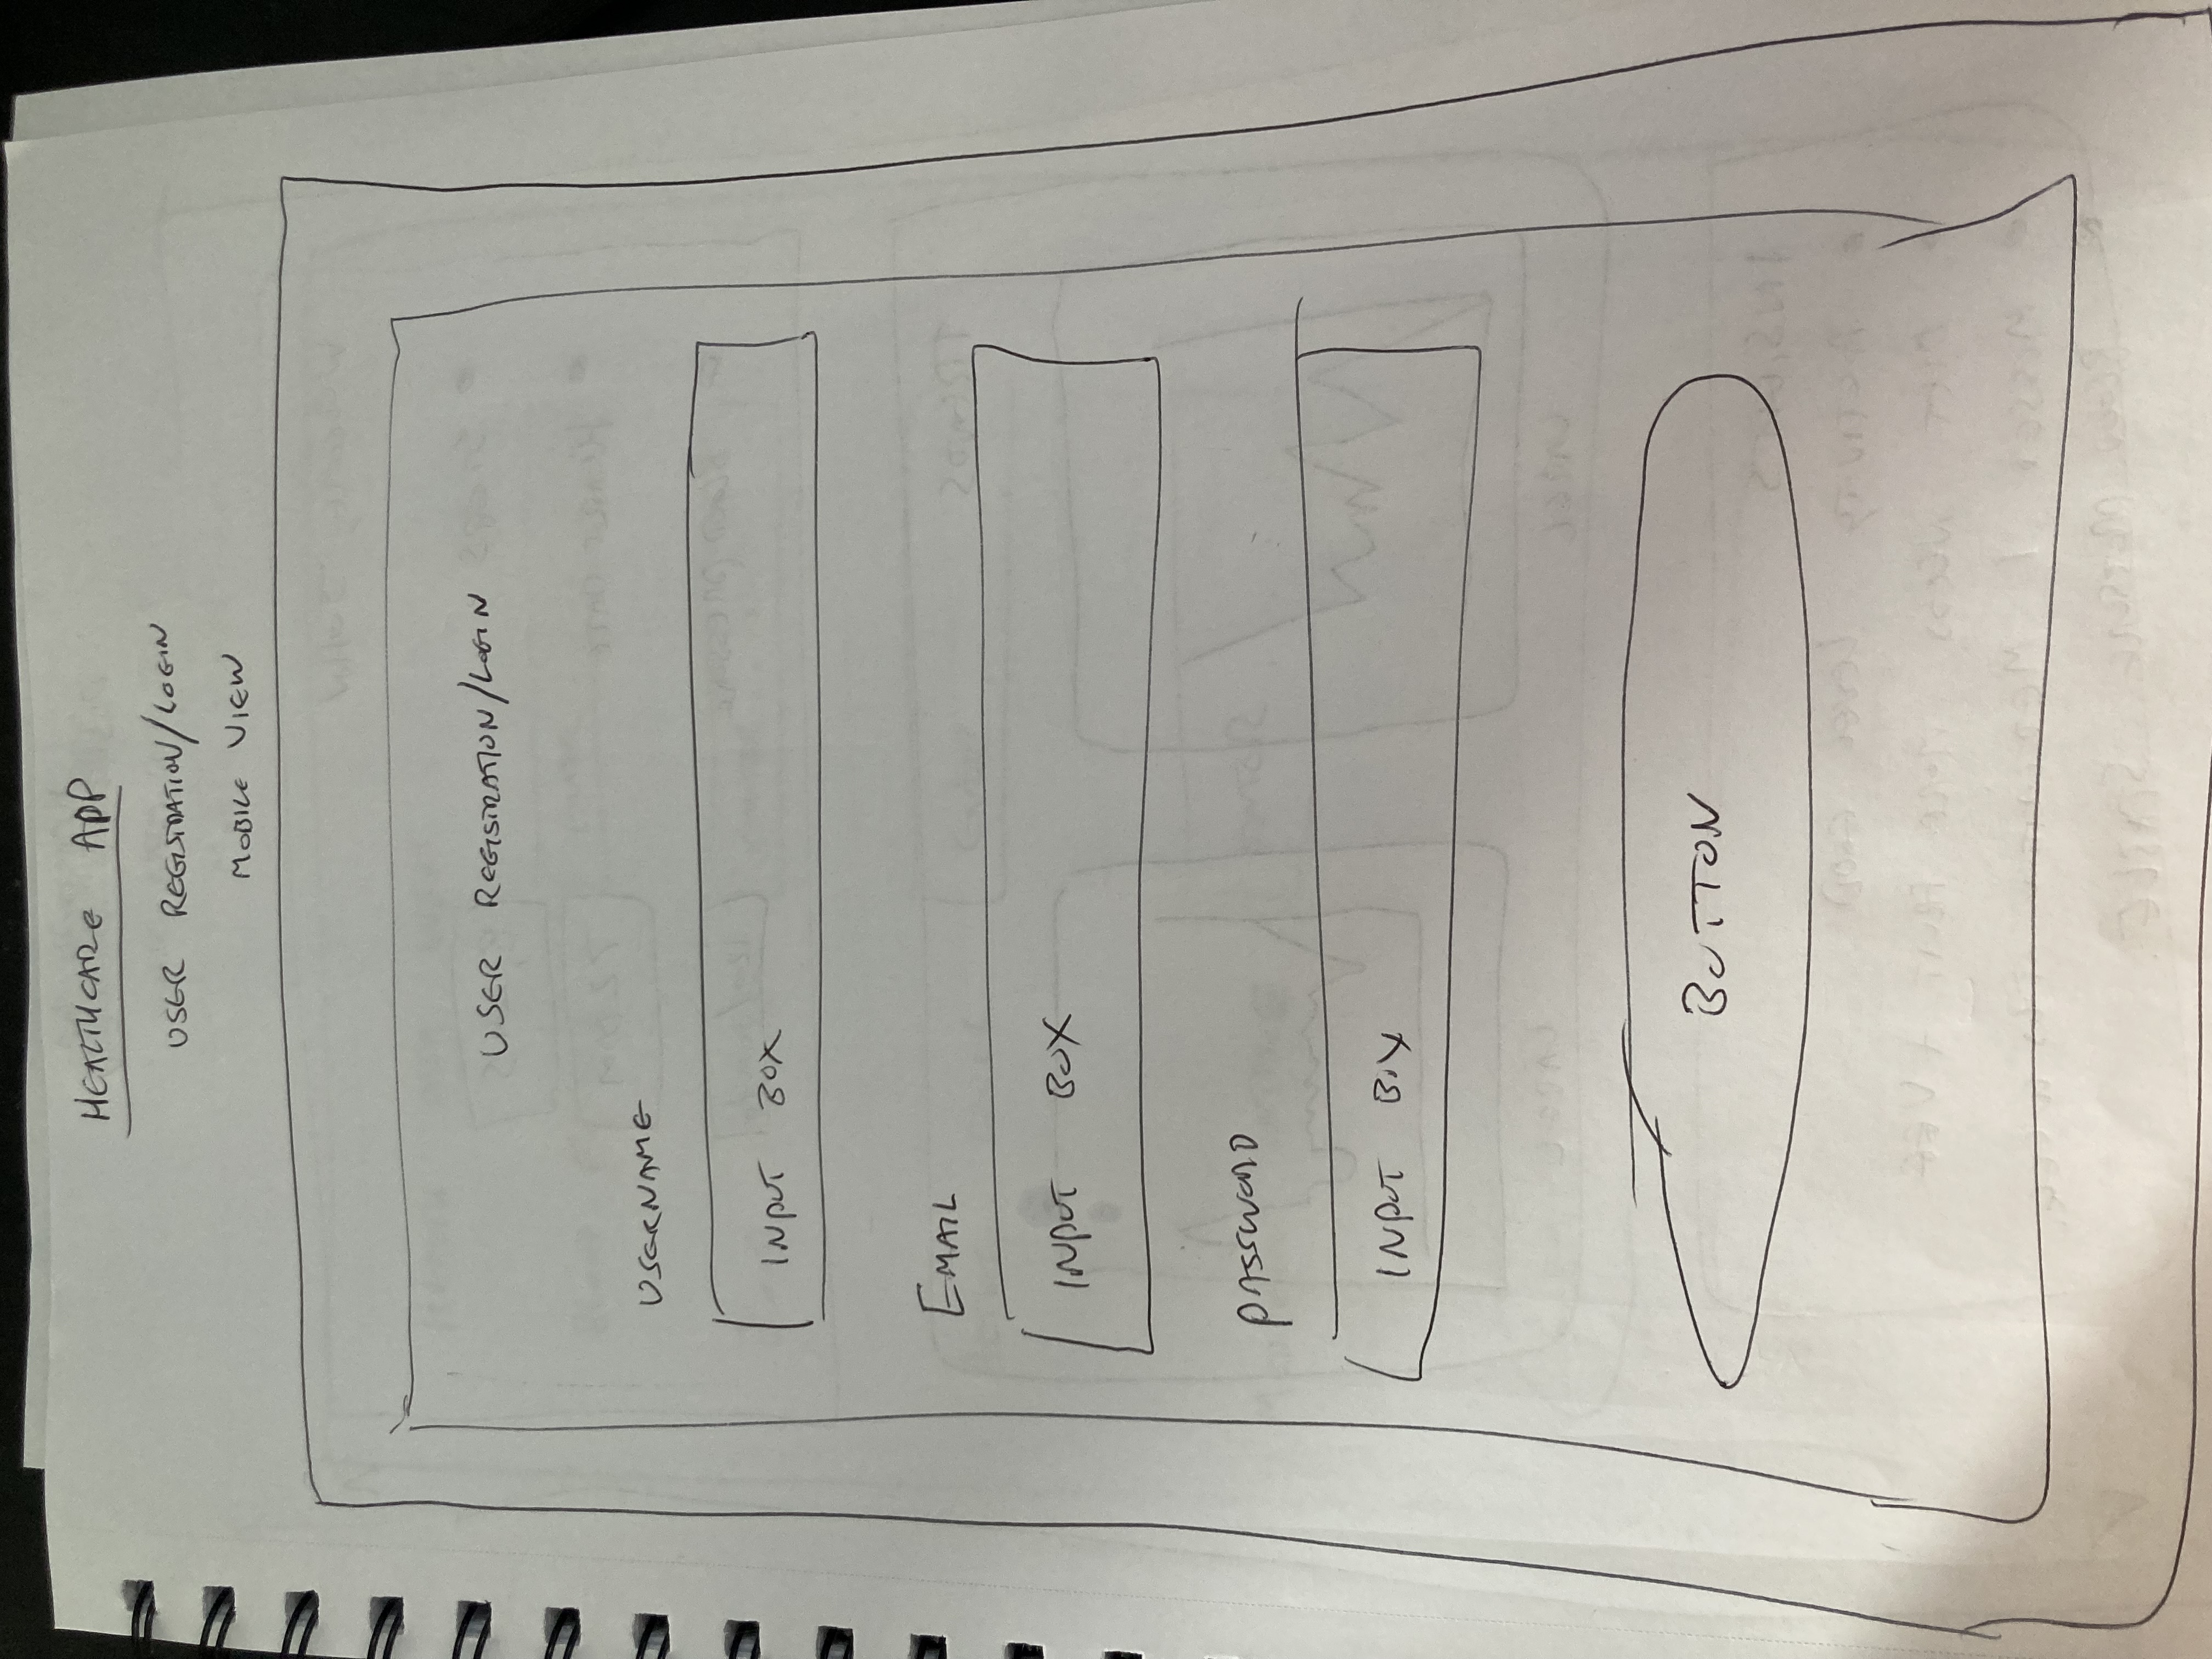 HEALTHCARE APP
USER REGISTRATION/LOGIN
MOBILE VIEW
USER REGISTRATION/LOGIN
USERNAME
INPUT BOX
EMAIL
INPUT BOX
PASSWORD
INPUT BOX
BUTTON